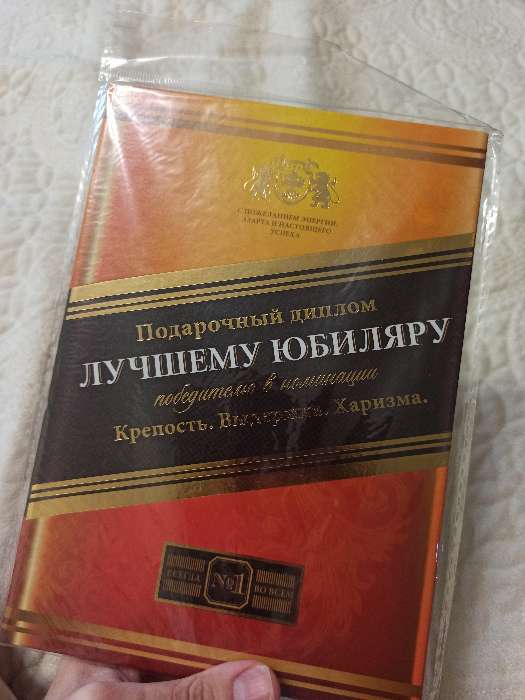 С ПОЖЕЛАНИЕМ ЭНЕРГИИ,
АЗАРТА И НАСТОЯЩЕГО
УСПЕХА
Подарочный диплом
ЛУЧШЕМУ ЮБИЛЯРУ
победителю в номинации
Крепость. Выдержка. Харизма.
ВСЕГДА №1 ВО ВСЕМ